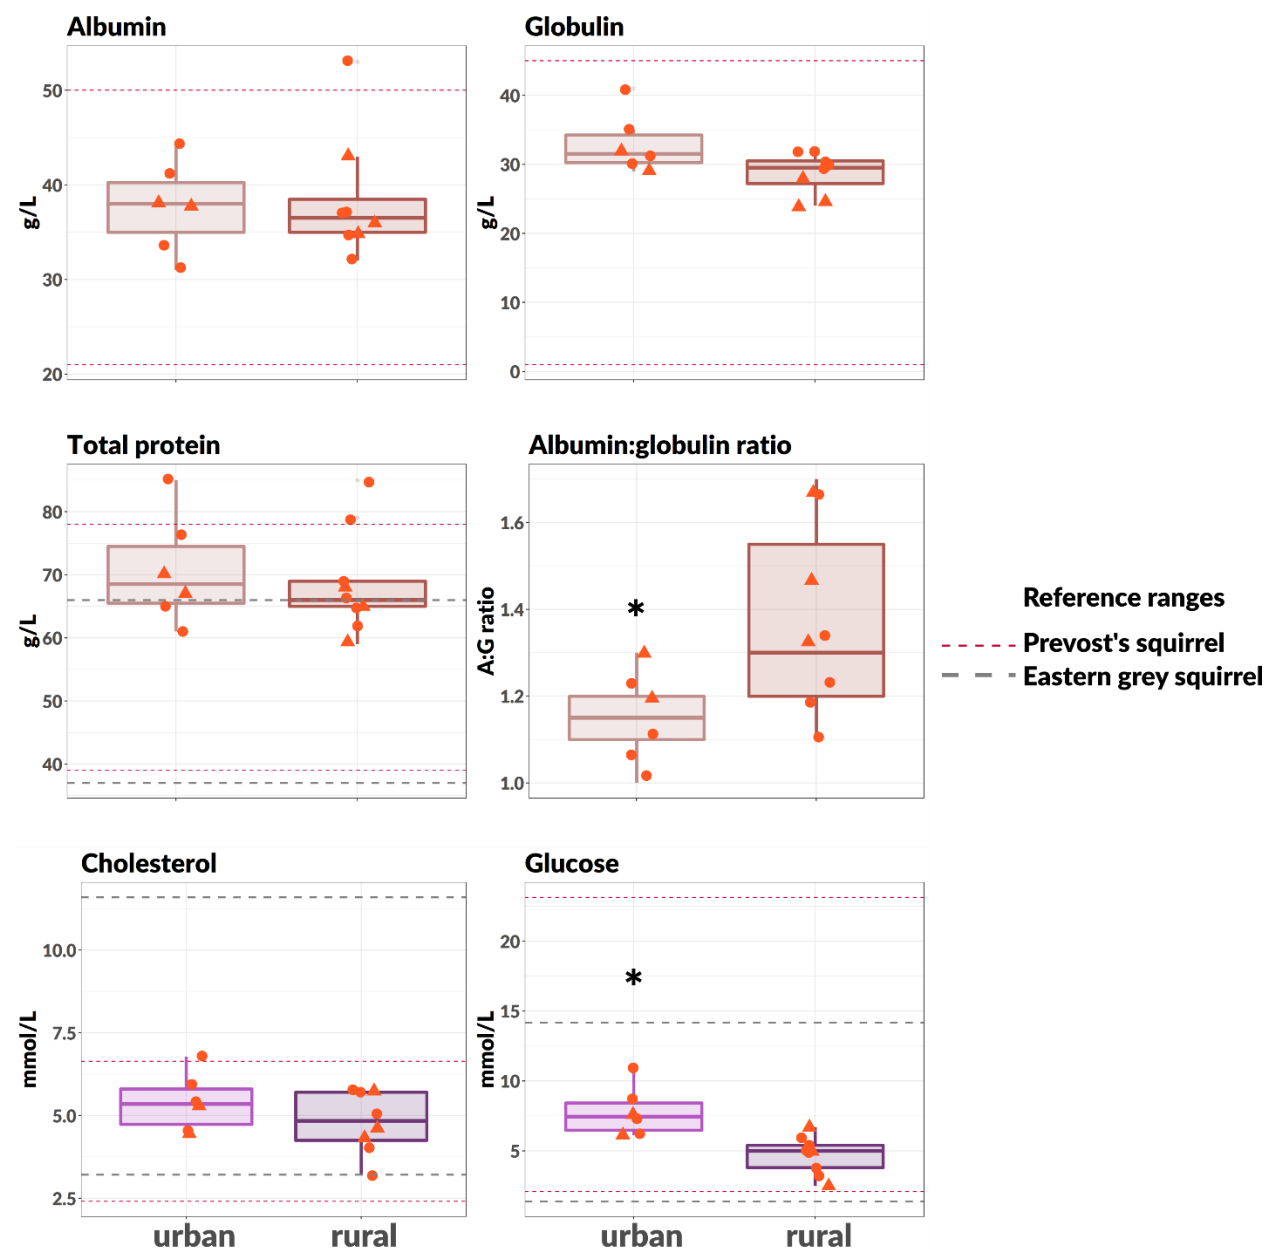 Albumin
Globulin
50
40
30
20
g/L
40
30
20
10
0
g/L
Total protein
Albumin:globulin ratio
80
70
60
50
40
g/L
1.6
1.4
1.2
1.0
A:G ratio
*
Reference ranges
Prevost's squirrel
Eastern grey squirrel
Cholesterol
Glucose
10.0
7.5
5.0
2.5
mmol/L
20
15
10
5
mmol/L
*
urban rural
urban rural